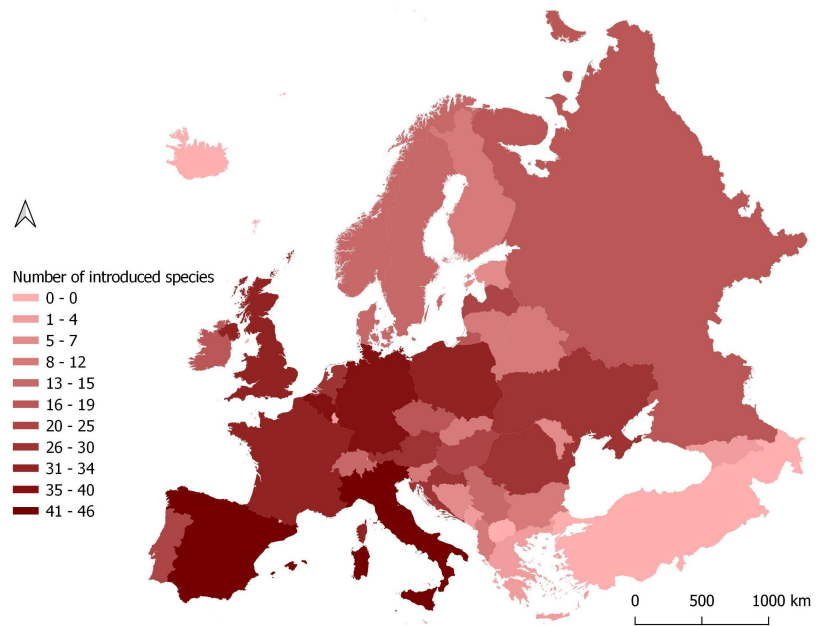 Number of introduced species
0 - 0
1 - 4
5 - 7
8 - 12
13 - 15
16 - 19
20 - 25
26 - 30
31 - 34
35 - 40
41 - 46
0 500 1000 km